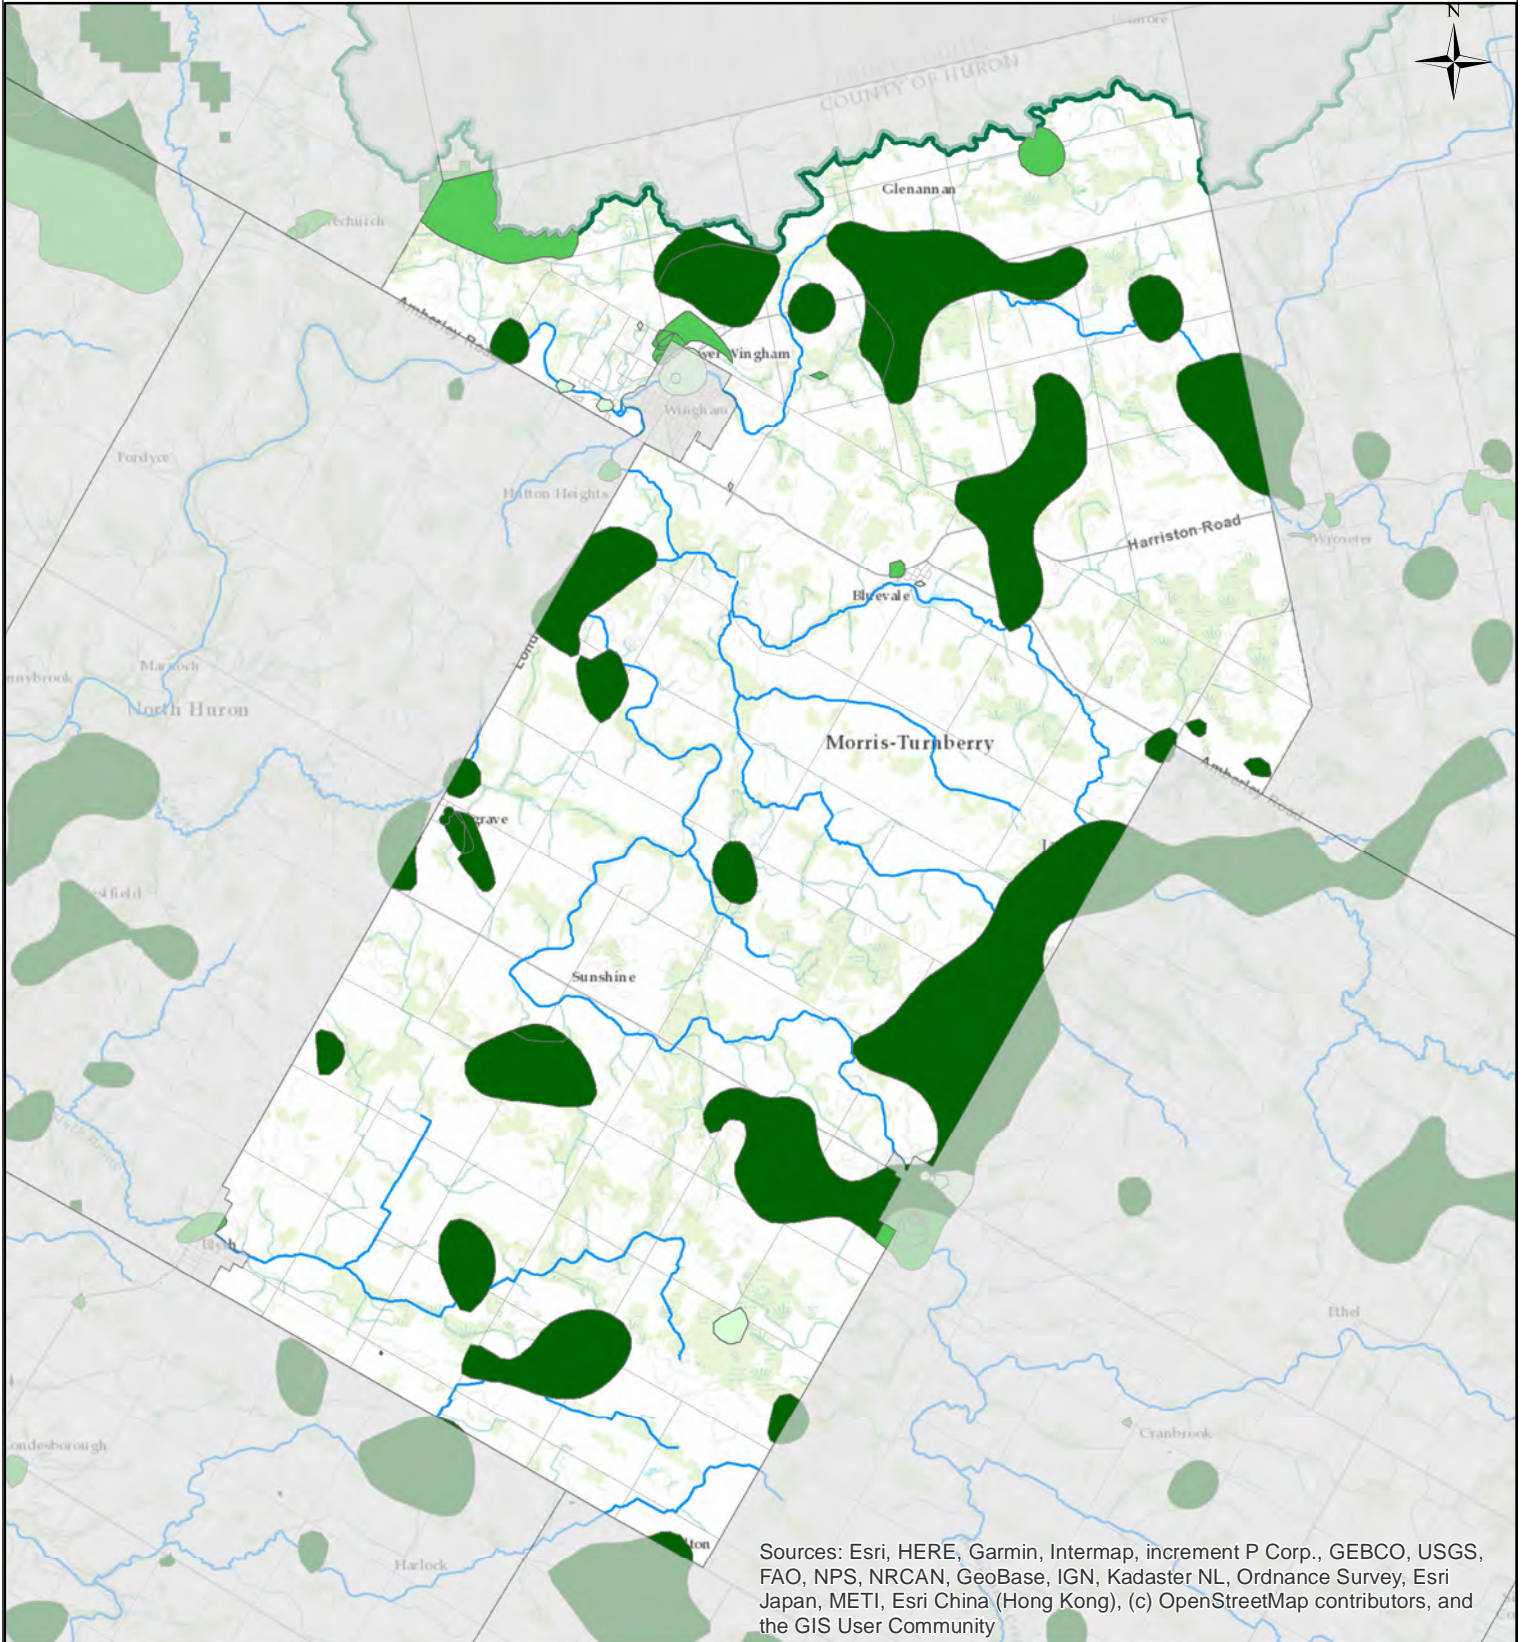 N
COUNTY OF HURON
Glenannan
Amberley Road
Wingham
Wingham
Fordyce
Hutton Heights
Harriston Road
Wroxeter
Bluevale
Marnoch
North Huron
Morris-Turnberry
Amberley Road
grave
Sunshine
Blyth
Ethel
Cranbrook
ondesborough
Harlock
lton
Sources: Esri, HERE, Garmin, Intermap, increment P Corp., GEBCO, USGS,
FAO, NPS, NRCAN, GeoBase, IGN, Kadaster NL, Ordnance Survey, Esri
Japan, METI, Esri China (Hong Kong), (c) OpenStreetMap contributors, and
the GIS User Community